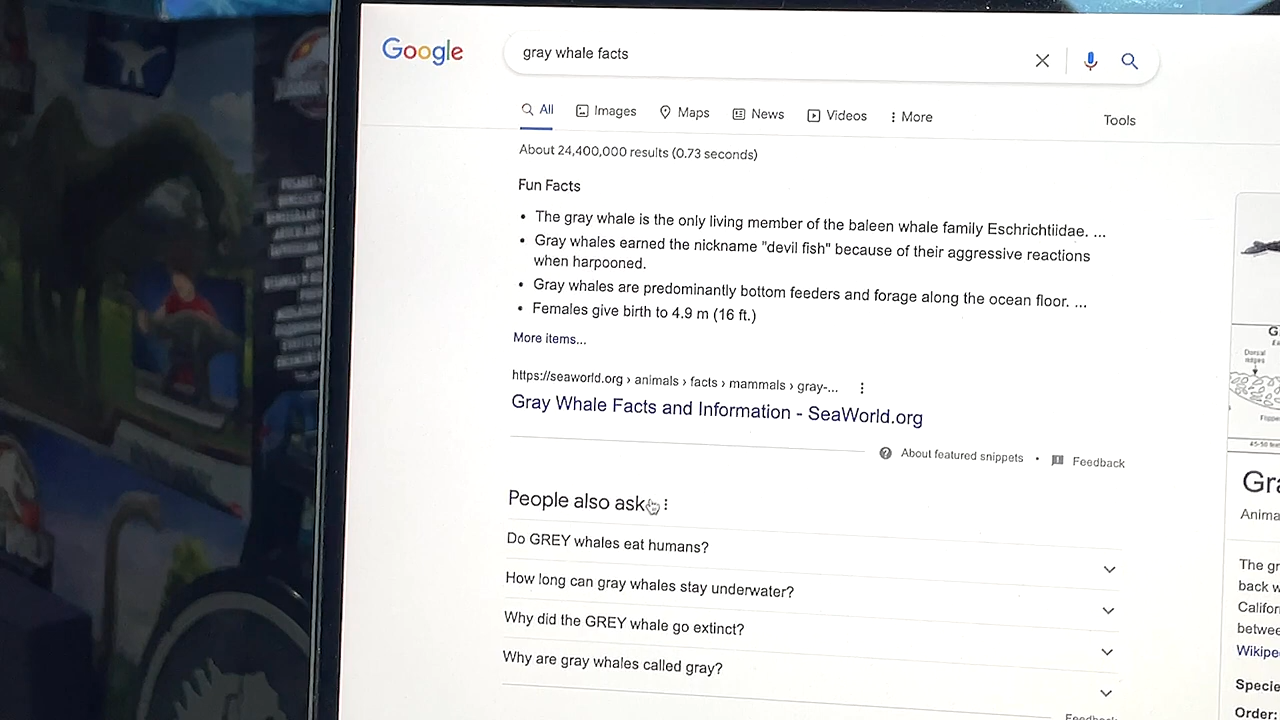 Google
gray whale facts
All Images Maps News Videos More Tools
About 24,400,000 results (0.73 seconds)
Fun Facts
• The gray whale is the only living member of the baleen whale family Eschrichtiidae. ...
• Gray whales earned the nickname "devil fish" because of their aggressive reactions
when harpooned.
• Gray whales are predominantly bottom feeders and forage along the ocean floor. ...
• Females give birth to 4.9 m (16 ft.)
More items...
https://seaworld.org › animals › facts › mammals › gray-...
Gray Whale Facts and Information - SeaWorld.org
About featured snippets • Feedback
People also ask
Do GREY whales eat humans?
How long can gray whales stay underwater?
Why did the GREY whale go extinct?
Why are gray whales called gray?
Feedback
Dorsal
ridges
Gra
Anima
The gr
back w
Califor
betwee
Wikipe
Specie
Order: